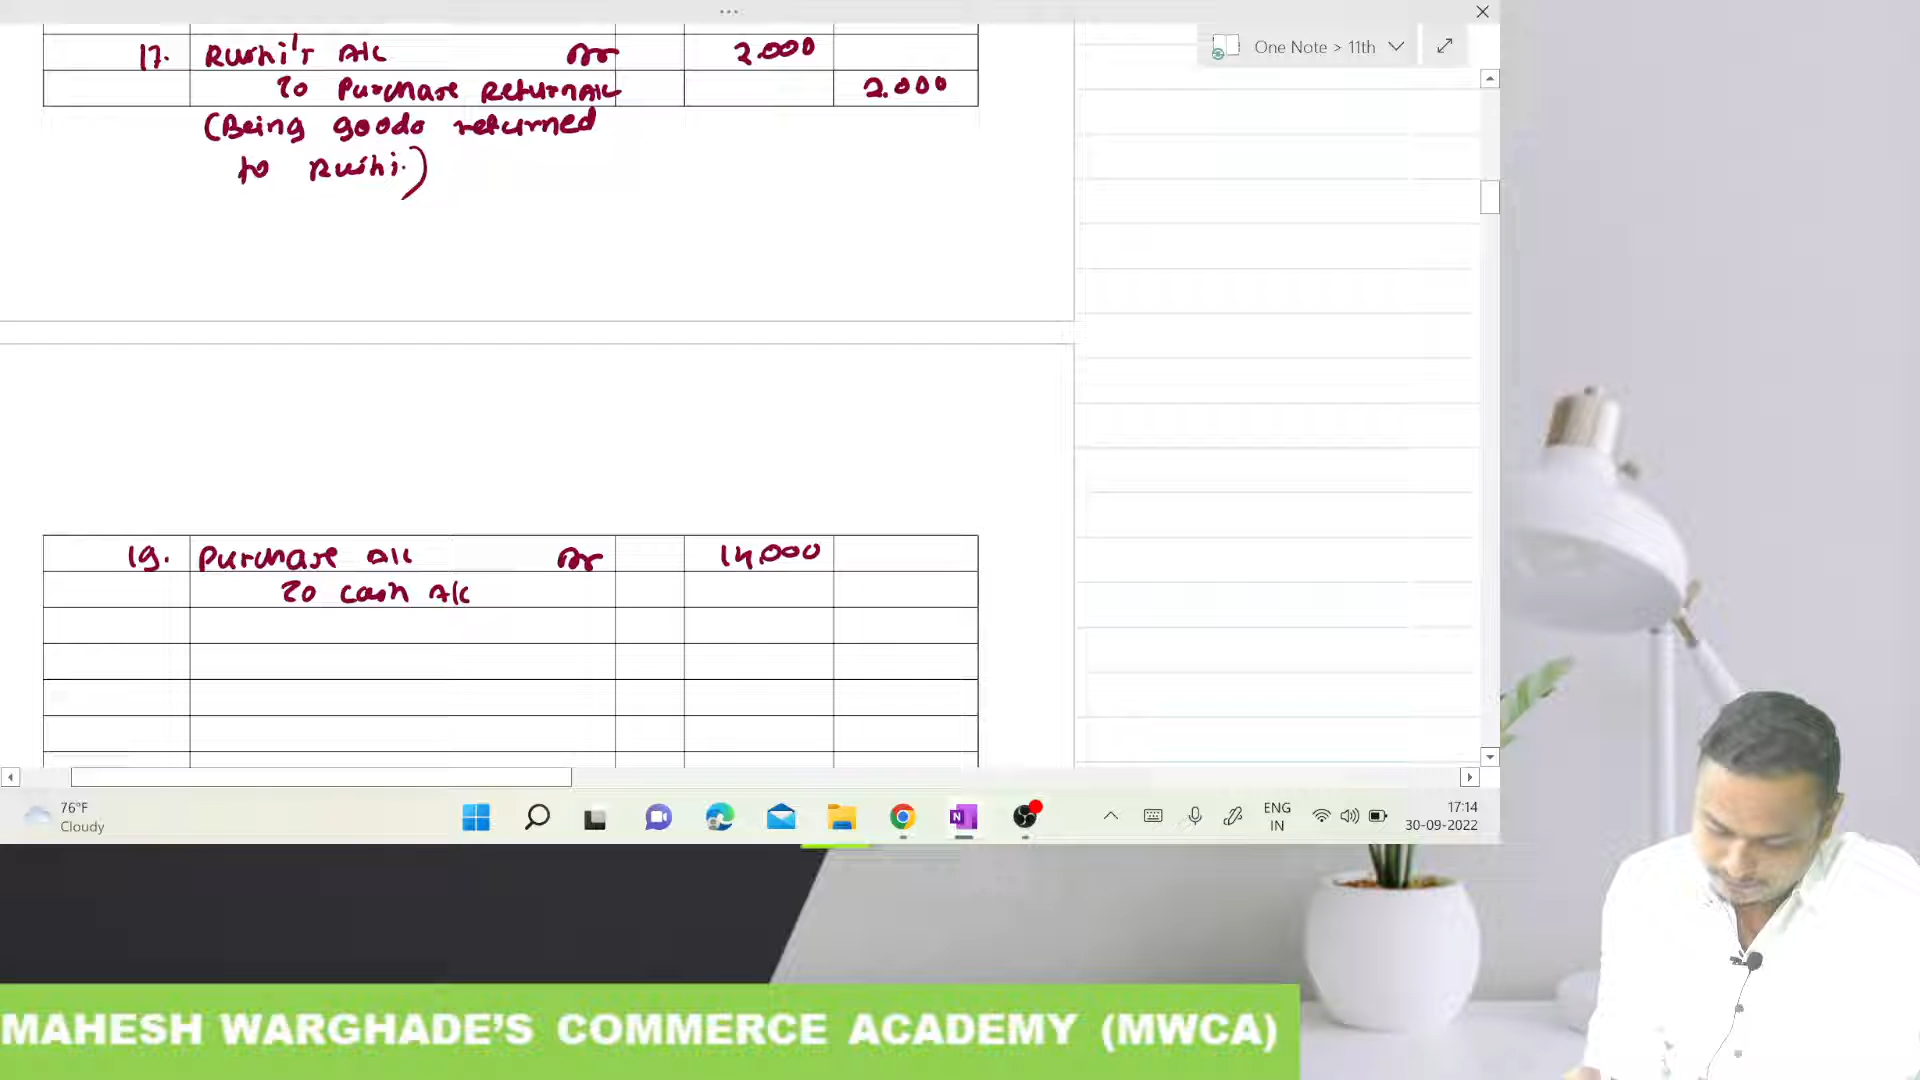 One Note > 11th
17. Rushi's A/c Dr 2.000
To Purchase Return A/c 2.000
(Being goods returned
to Rushi.)
19. Purchase A/c Dr 14,000
To cash A/c
76°F
Cloudy
ENG
IN
17:14
30-09-2022
MAHESH WARGHADE’S COMMERCE ACADEMY (MWCA)